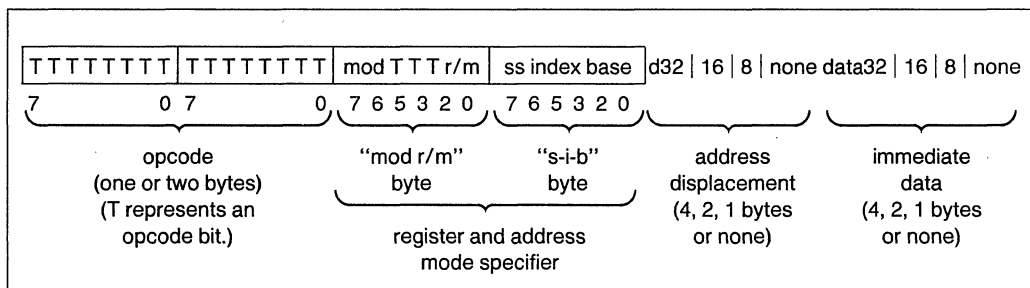 T T T T T T T T T T T T T T T T mod T T T r/m ss index base d32 | 16 | 8 | none data32 | 16 | 8 | none
7 0 7 0 7 6 5 3 2 0 7 6 5 3 2 0
opcode "mod r/m" "s-i-b" address immediate
(one or two bytes) byte byte displacement data
(T represents an (4, 2, 1 bytes (4, 2, 1 bytes
opcode bit.) register and address or none) or none)
mode specifier